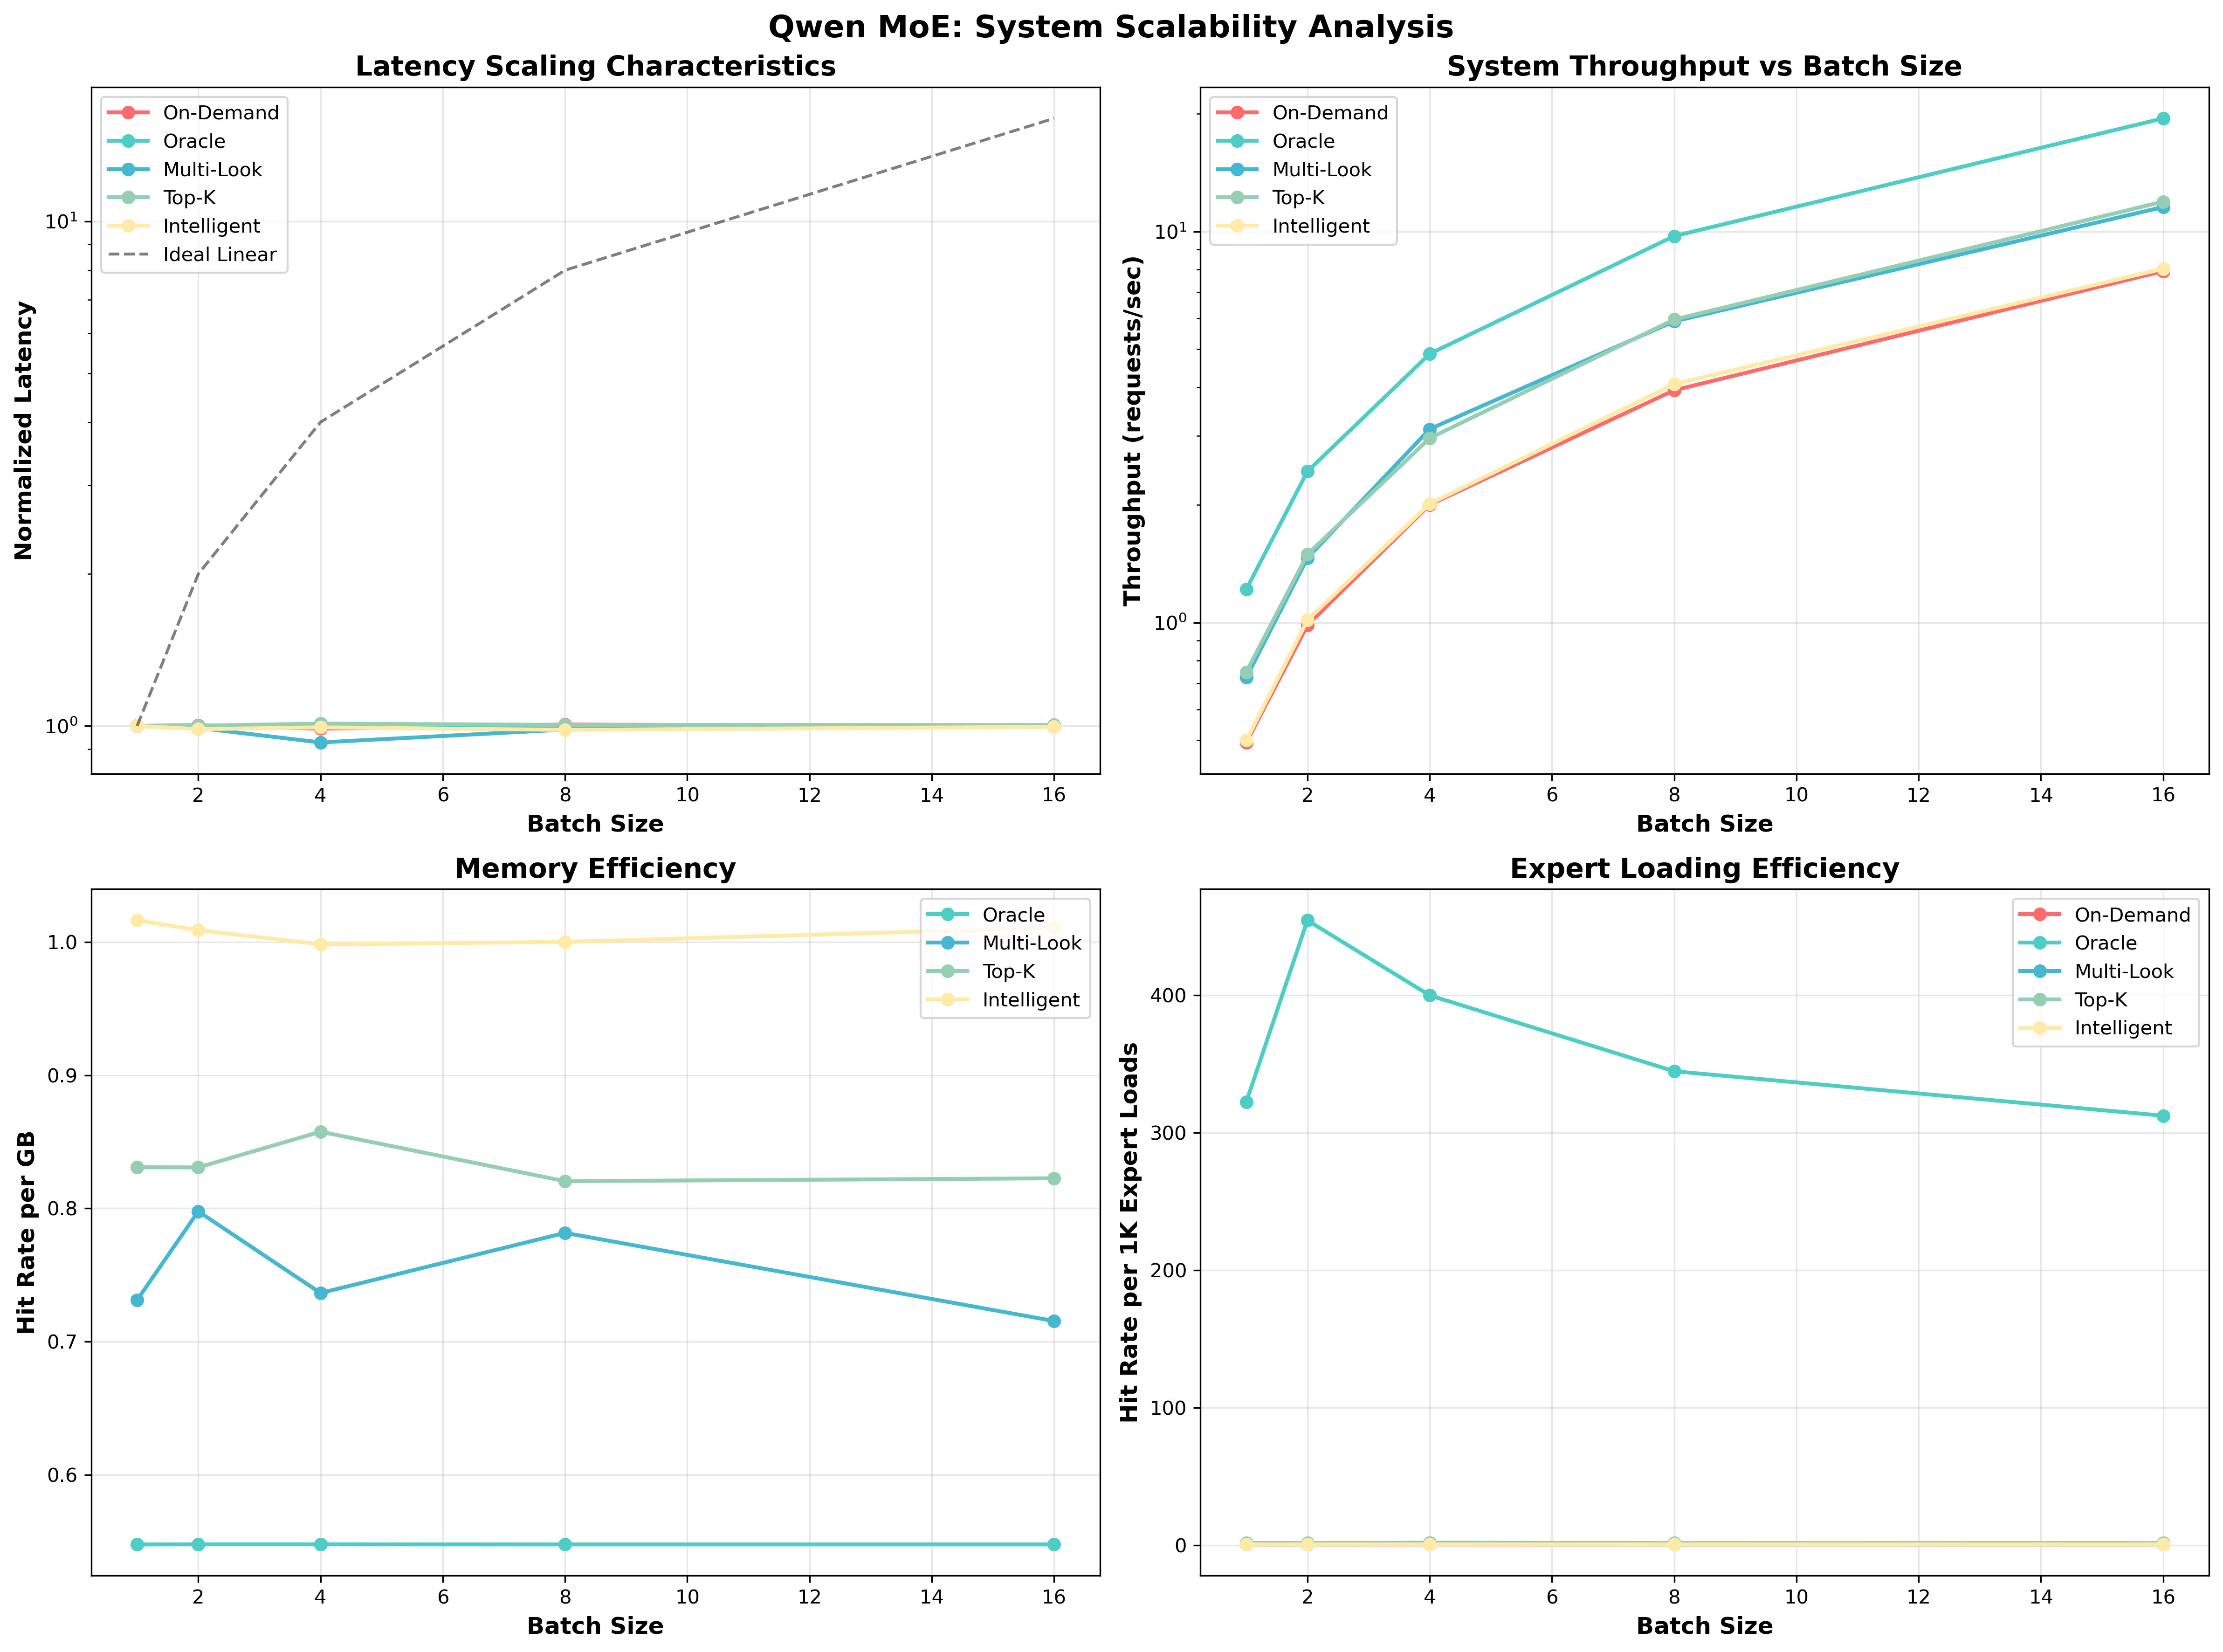 Qwen MoE: System Scalability Analysis
Latency Scaling Characteristics
On-Demand
Oracle
Multi-Look
Top-K
Intelligent
Ideal Linear
10¹
10⁰
Normalized Latency
2 4 6 8 10 12 14 16
Batch Size
System Throughput vs Batch Size
On-Demand
Oracle
Multi-Look
Top-K
Intelligent
10¹
10⁰
Throughput (requests/sec)
2 4 6 8 10 12 14 16
Batch Size
Memory Efficiency
Oracle
Multi-Look
Top-K
Intelligent
1.0
0.9
0.8
0.7
0.6
Hit Rate per GB
2 4 6 8 10 12 14 16
Batch Size
Expert Loading Efficiency
On-Demand
Oracle
Multi-Look
Top-K
Intelligent
400
300
200
100
0
Hit Rate per 1K Expert Loads
2 4 6 8 10 12 14 16
Batch Size